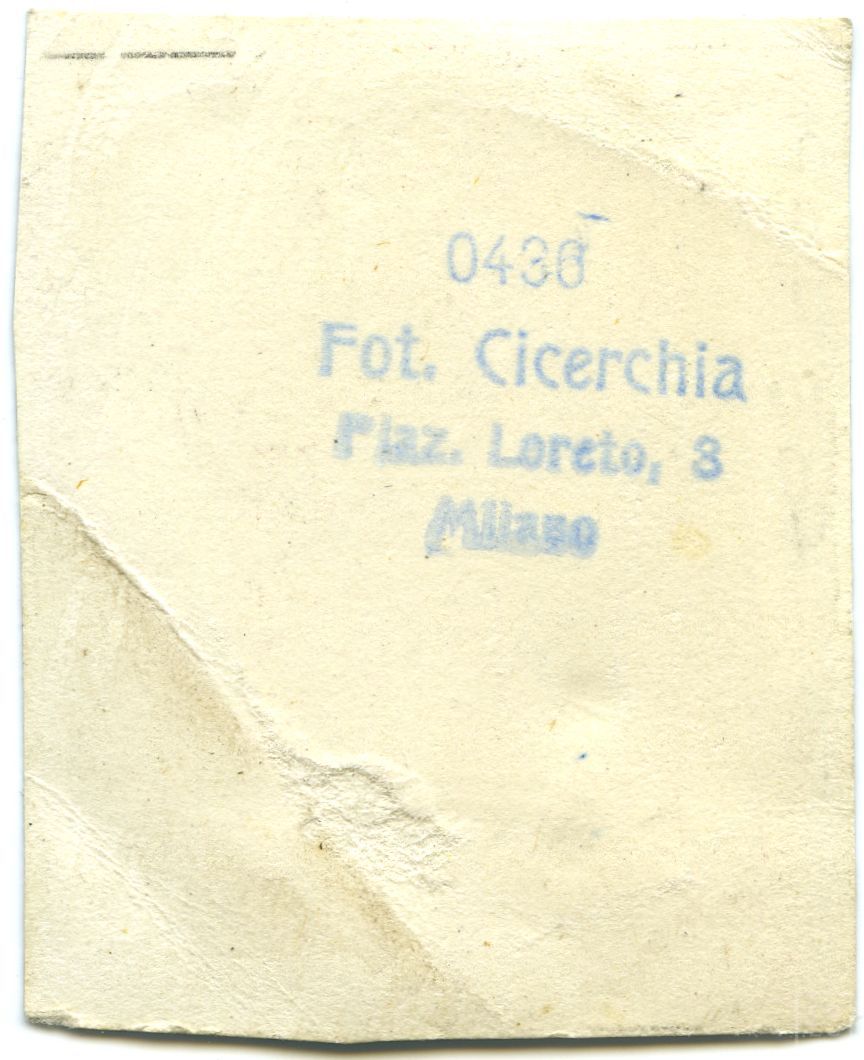 0436
Fot. Cicerchia
Piaz. Loreto, 3
Milano